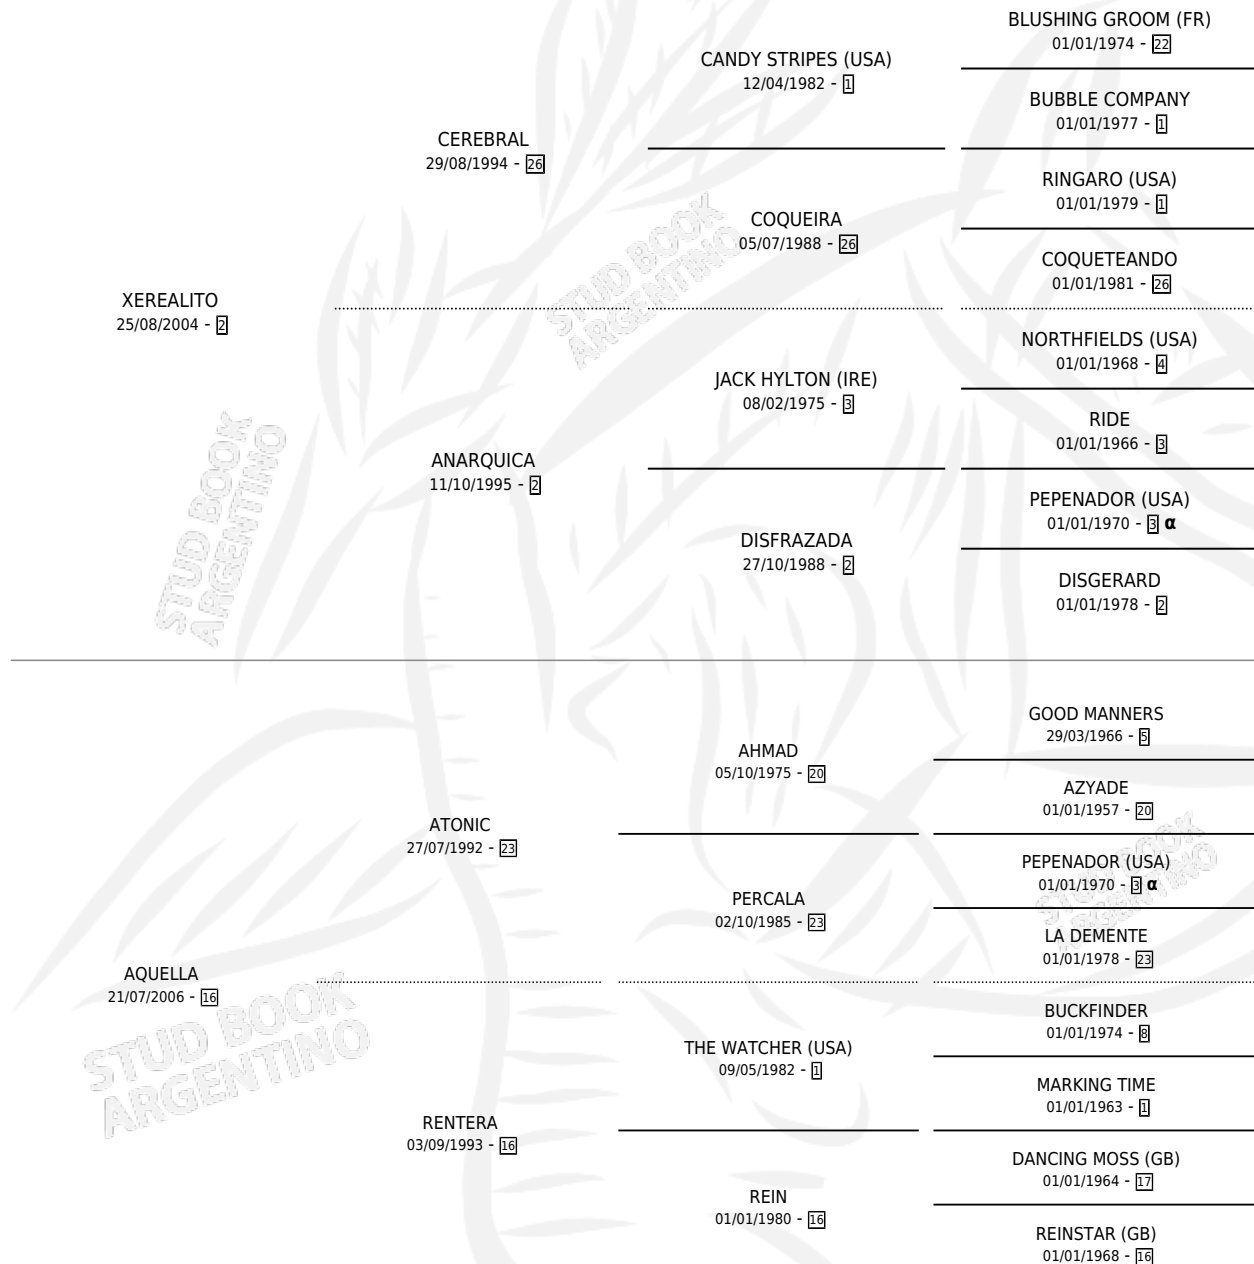 BLUSHING GROOM (FR)
01/01/1974 - 22
CANDY STRIPES (USA)
12/04/1982 - 1
BUBBLE COMPANY
01/01/1977 - 1
CEREBRAL
29/08/1994 - 26
RINGARO (USA)
01/01/1979 - 1
COQUEIRA
05/07/1988 - 26
COQUETEANDO
01/01/1981 - 26
XEREALITO
25/08/2004 - 2
NORTHFIELDS (USA)
01/01/1968 - 4
JACK HYLTON (IRE)
08/02/1975 - 3
RIDE
01/01/1966 - 3
ANARQUICA
11/10/1995 - 2
PEPENADOR (USA)
01/01/1970 - 3 α
DISFRAZADA
27/10/1988 - 2
DISGERARD
01/01/1978 - 2
GOOD MANNERS
29/03/1966 - 5
AHMAD
05/10/1975 - 20
AZYADE
01/01/1957 - 20
ATONIC
27/07/1992 - 23
PEPENADOR (USA)
01/01/1970 - 3 α
PERCALA
02/10/1985 - 23
LA DEMENTE
01/01/1978 - 23
AQUELLA
21/07/2006 - 16
BUCKFINDER
01/01/1974 - 8
THE WATCHER (USA)
09/05/1982 - 1
MARKING TIME
01/01/1963 - 1
RENTERA
03/09/1993 - 16
DANCING MOSS (GB)
01/01/1964 - 17
REIN
01/01/1980 - 16
REINSTAR (GB)
01/01/1968 - 16
STUD BOOK
ARGENTINO
STUD BOOK
ARGENTINO
STUD BOOK
ARGENTINO
STUD BOOK
ARGENTINO